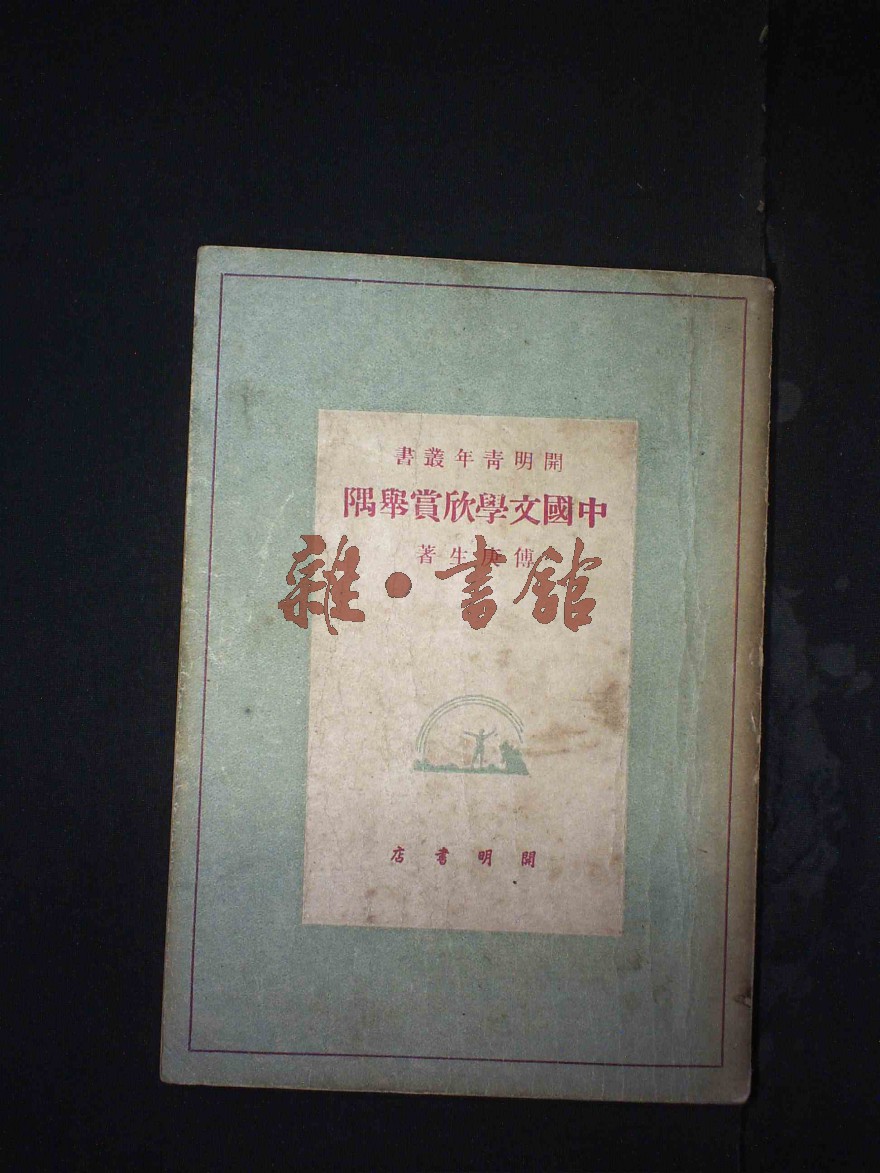 開明青年叢書
中國文學欣賞舉隅
傅庚生著
雜·書館
開明書店